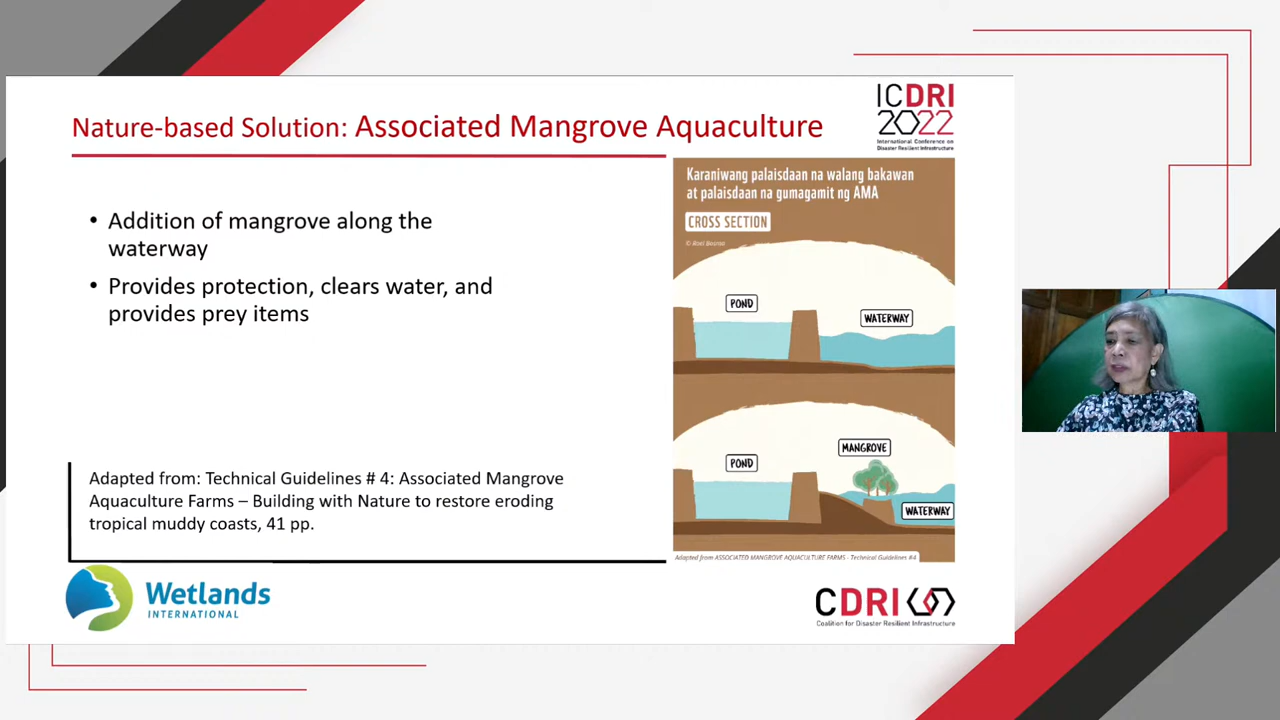 Nature-based Solution: Associated Mangrove Aquaculture
ICDRI
2022
International Conference on
Disaster Resilient Infrastructure
• Addition of mangrove along the
waterway
• Provides protection, clears water, and
provides prey items
Karaniwang palaisdaan na walang bakawan
at palaisdaan na gumagamit ng AMA
CROSS SECTION
POND
WATERWAY
MANGROVE
POND
WATERWAY
Adapted from ASSOCIATED MANGROVE AQUACULTURE FARMS - Technical Guidelines #4
Adapted from: Technical Guidelines # 4: Associated Mangrove
Aquaculture Farms – Building with Nature to restore eroding
tropical muddy coasts, 41 pp.
Wetlands
INTERNATIONAL
CDRI
Coalition for Disaster Resilient Infrastructure